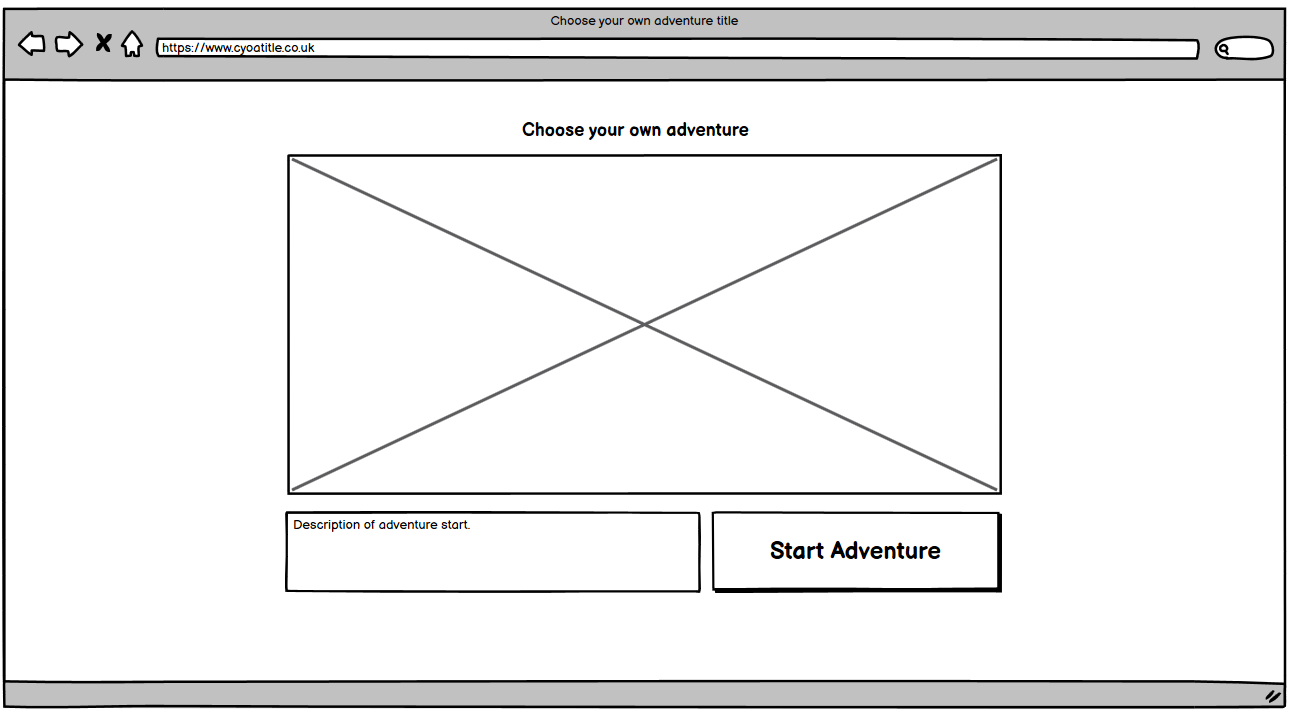 Choose your own adventure title
https://www.cyoatitle.co.uk
Choose your own adventure
Description of adventure start.
Start Adventure